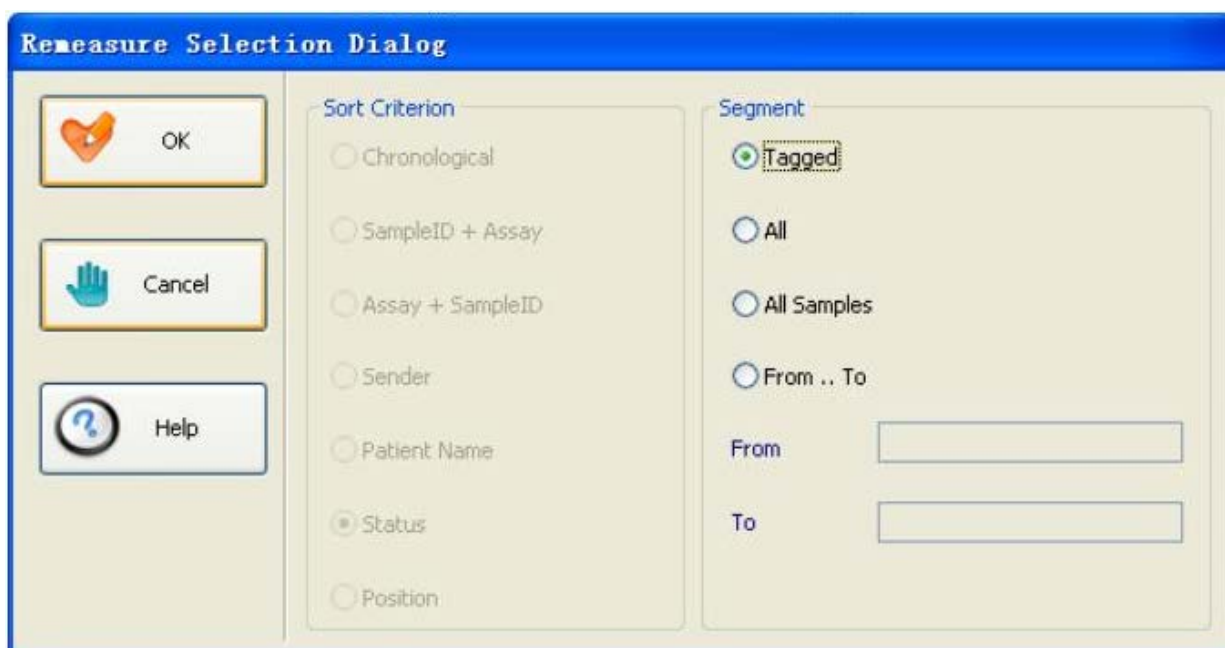 Remeasure Selection Dialog
OK
Cancel
Help
Sort Criterion
Chronological
SampleID + Assay
Assay + SampleID
Sender
Patient Name
Status
Position
Segment
Tagged
All
All Samples
From .. To
From
To